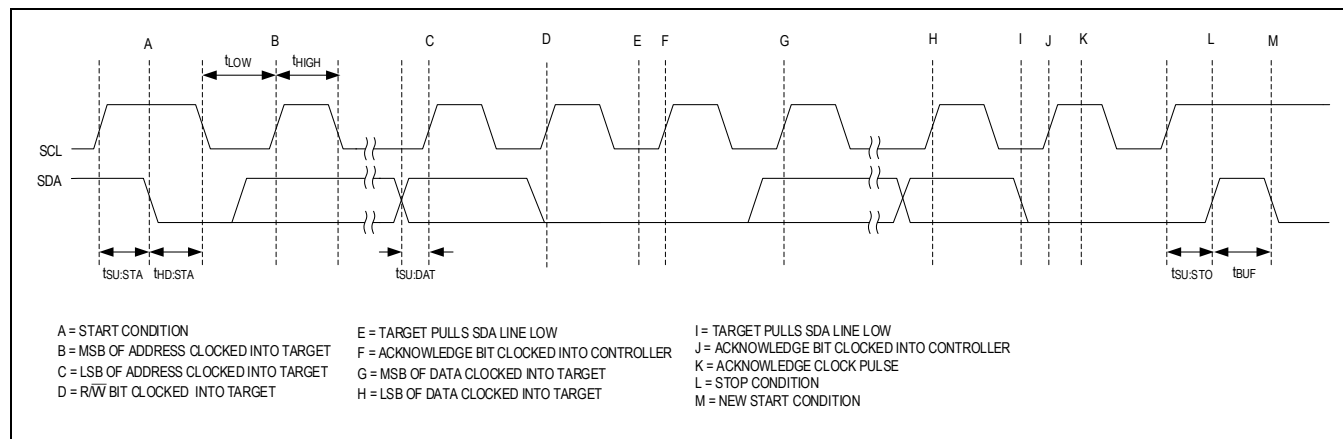 A B C D E F G H I J K L M
tLOW tHIGH
SCL
SDA
tSU:STA tHD:STA tSU:DAT tSU:STO tBUF
A = START CONDITION
B = MSB OF ADDRESS CLOCKED INTO TARGET
C = LSB OF ADDRESS CLOCKED INTO TARGET
D = R/W̅ BIT CLOCKED INTO TARGET
E = TARGET PULLS SDA LINE LOW
F = ACKNOWLEDGE BIT CLOCKED INTO CONTROLLER
G = MSB OF DATA CLOCKED INTO TARGET
H = LSB OF DATA CLOCKED INTO TARGET
I = TARGET PULLS SDA LINE LOW
J = ACKNOWLEDGE BIT CLOCKED INTO CONTROLLER
K = ACKNOWLEDGE CLOCK PULSE
L = STOP CONDITION
M = NEW START CONDITION